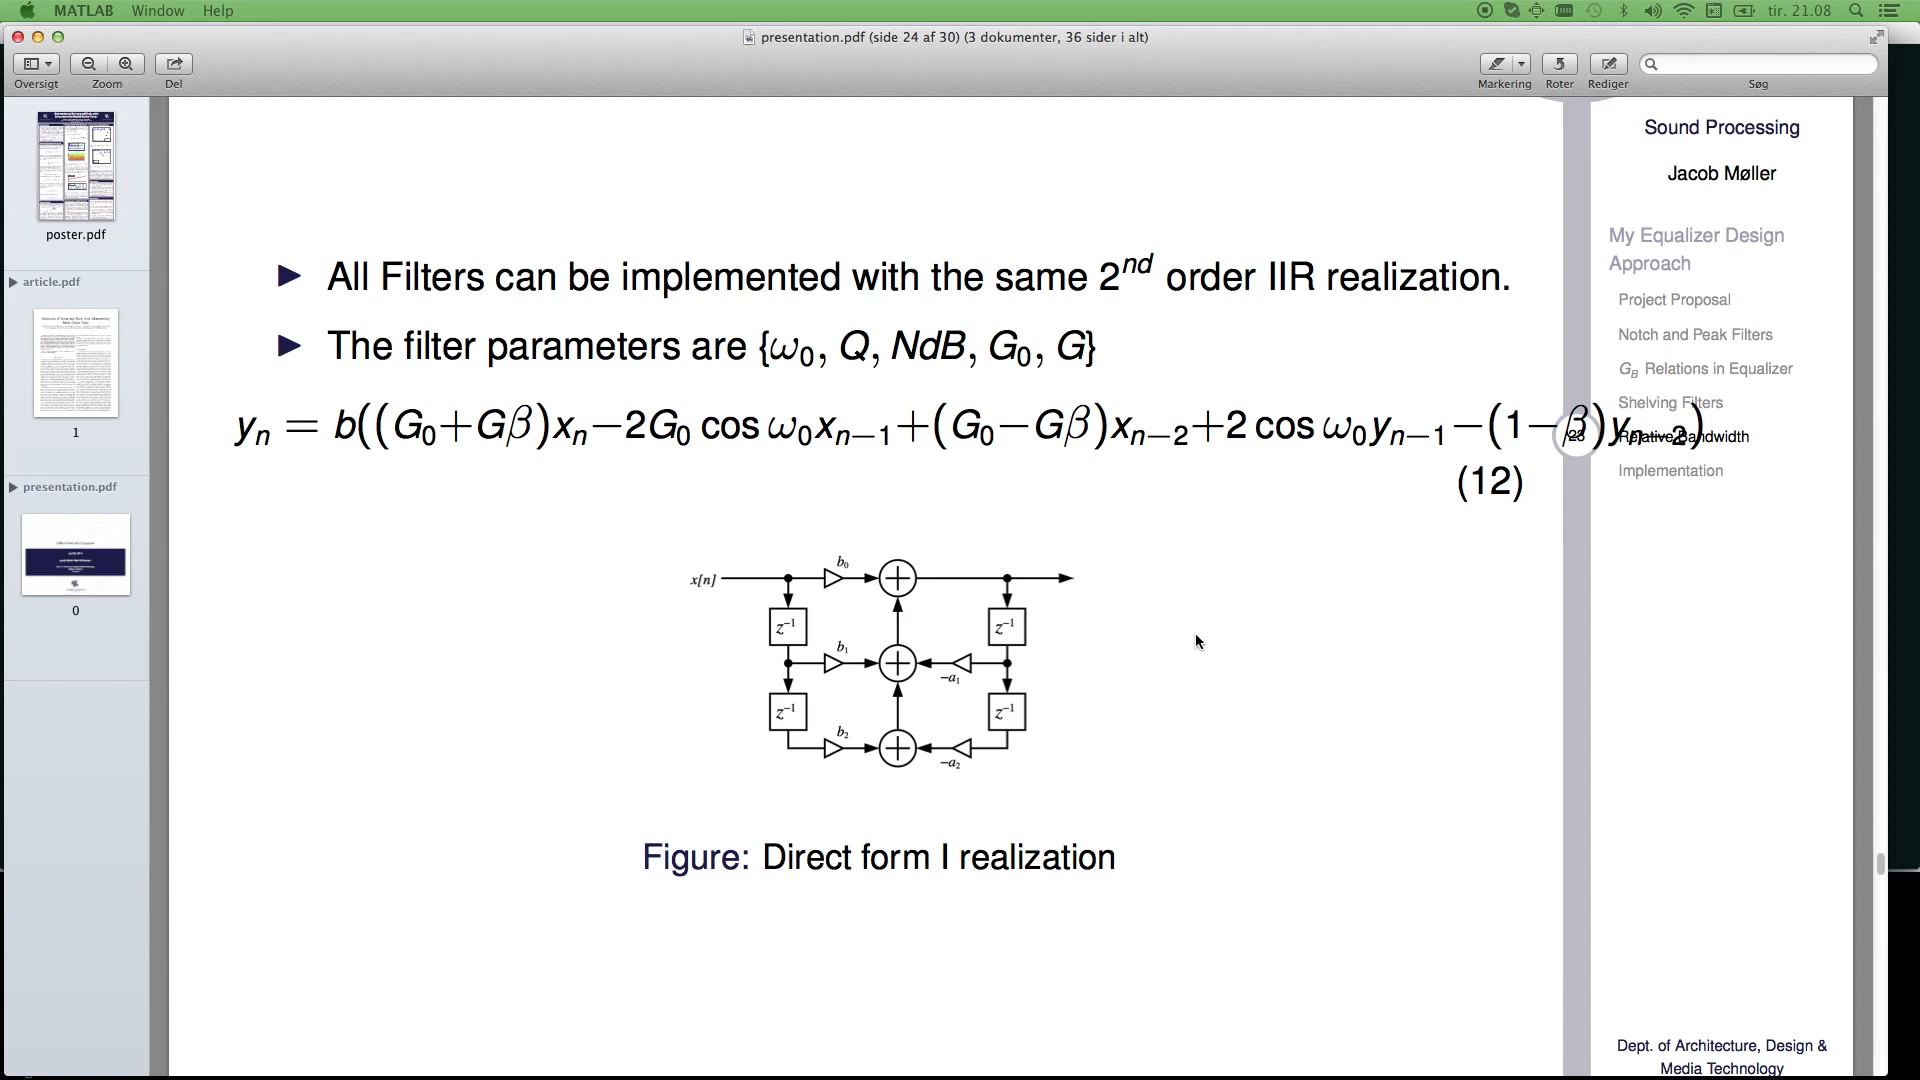 MATLAB Window Help
tir. 21.08
presentation.pdf (side 24 af 30) (3 dokumenter, 36 sider i alt)
Oversigt Zoom Del Markering Roter Rediger Søg
poster.pdf
article.pdf
1
presentation.pdf
0
All Filters can be implemented with the same 2nd order IIR realization.
The filter parameters are {ω0, Q, NdB, G0, G}
yn = b((G0+Gβ)xn−2G0 cos ω0xn−1+(G0−Gβ)xn−2+2 cos ω0yn−1−(1−β)yn−2)
(12)
x[n]
b0
z−1
z−1
b1
−a1
z−1
z−1
b2
−a2
Figure: Direct form I realization
Sound Processing
Jacob Møller
My Equalizer Design
Approach
Project Proposal
Notch and Peak Filters
GB Relations in Equalizer
Shelving Filters
23
Relative Bandwidth
Implementation
Dept. of Architecture, Design &
Media Technology